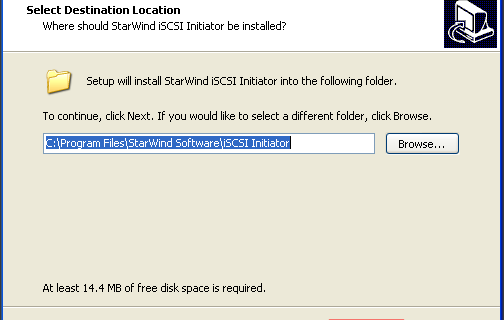 Select Destination Location
Where should StarWind iSCSI Initiator be installed?
Setup will install StarWind iSCSI Initiator into the following folder.
To continue, click Next. If you would like to select a different folder, click Browse.
C:\Program Files\StarWind Software\iSCSI Initiator
Browse...
At least 14.4 MB of free disk space is required.